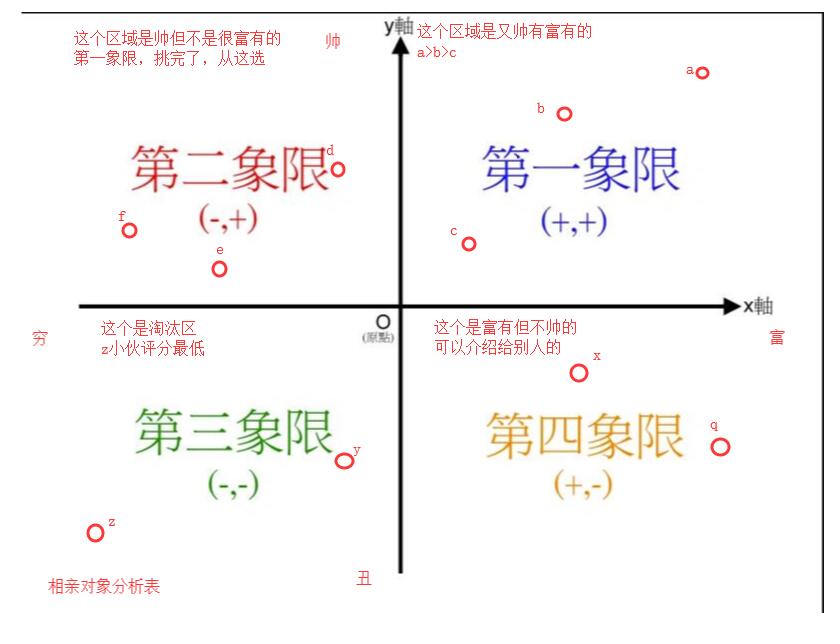 这个区域是帅但不是很富有的
第一象限，挑完了，从这选
帅
y軸
这个区域是又帅有富有的
a>b>c
a
b
第二象限
(-,+)
d
f
e
第一象限
(+,+)
c
x軸
O
(原點)
穷
富
这个是淘汰区
z小伙评分最低
这个是富有但不帅的
可以介绍给别人的
x
第三象限
(-,-)
y
z
第四象限
(+,-)
q
相亲对象分析表
丑